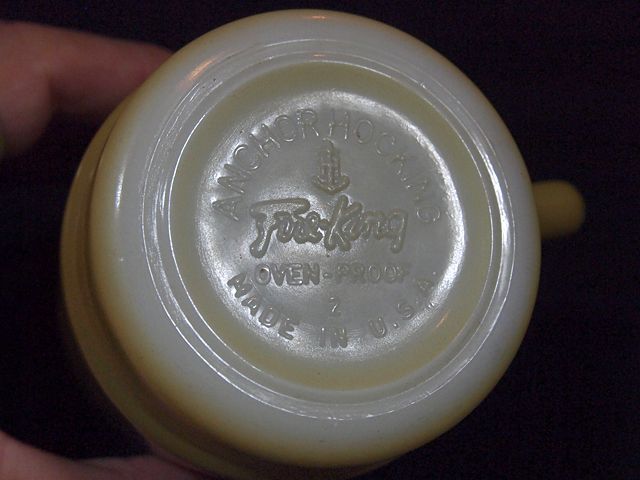 ANCHOR HOCKING
Fire-King
OVEN-PROOF
2
MADE IN U.S.A.